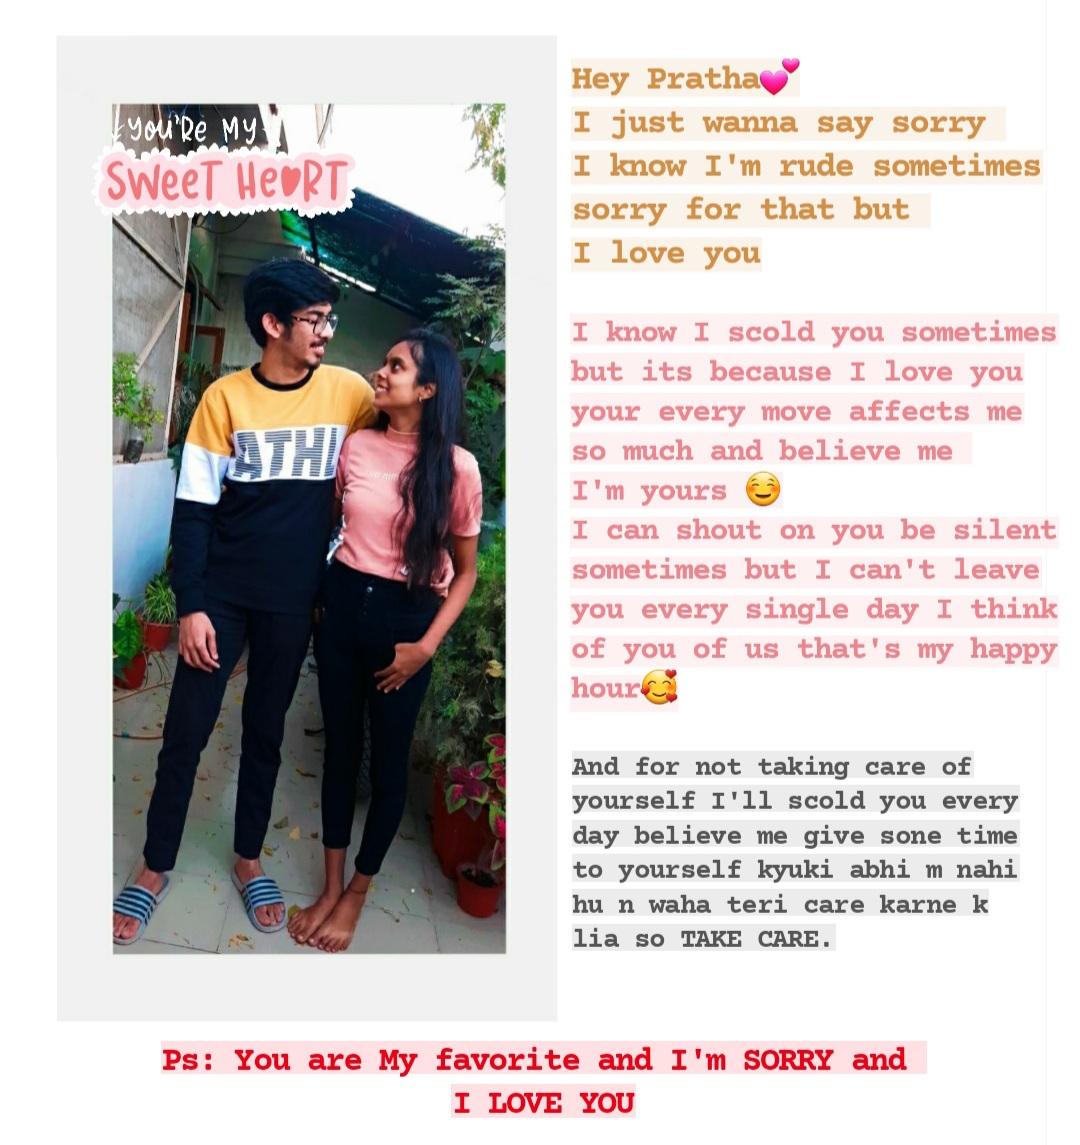 You're My
Sweet Heart
ATHL
Hey Pratha💕
I just wanna say sorry
I know I'm rude sometimes
sorry for that but
I love you
I know I scold you sometimes
but its because I love you
your every move affects me
so much and believe me
I'm yours ☺️
I can shout on you be silent
sometimes but I can't leave
you every single day I think
of you of us that's my happy
hour🥰
And for not taking care of
yourself I'll scold you every
day believe me give sone time
to yourself kyuki abhi m nahi
hu n waha teri care karne k
lia so TAKE CARE.
Ps: You are My favorite and I'm SORRY and
I LOVE YOU